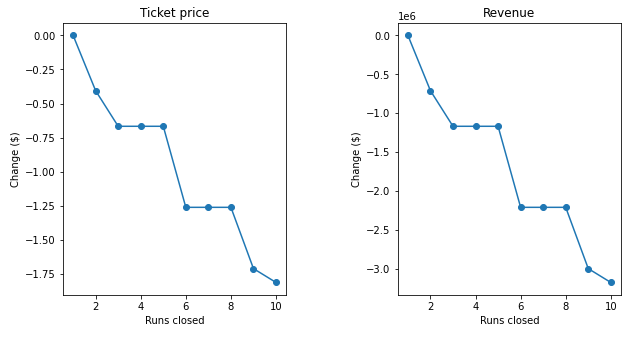 Ticket price
0.00
−0.25
−0.50
−0.75
−1.00
−1.25
−1.50
−1.75
Change ($)
2 4 6 8 10
Runs closed
Revenue
1e6
0.0
−0.5
−1.0
−1.5
−2.0
−2.5
−3.0
Change ($)
2 4 6 8 10
Runs closed